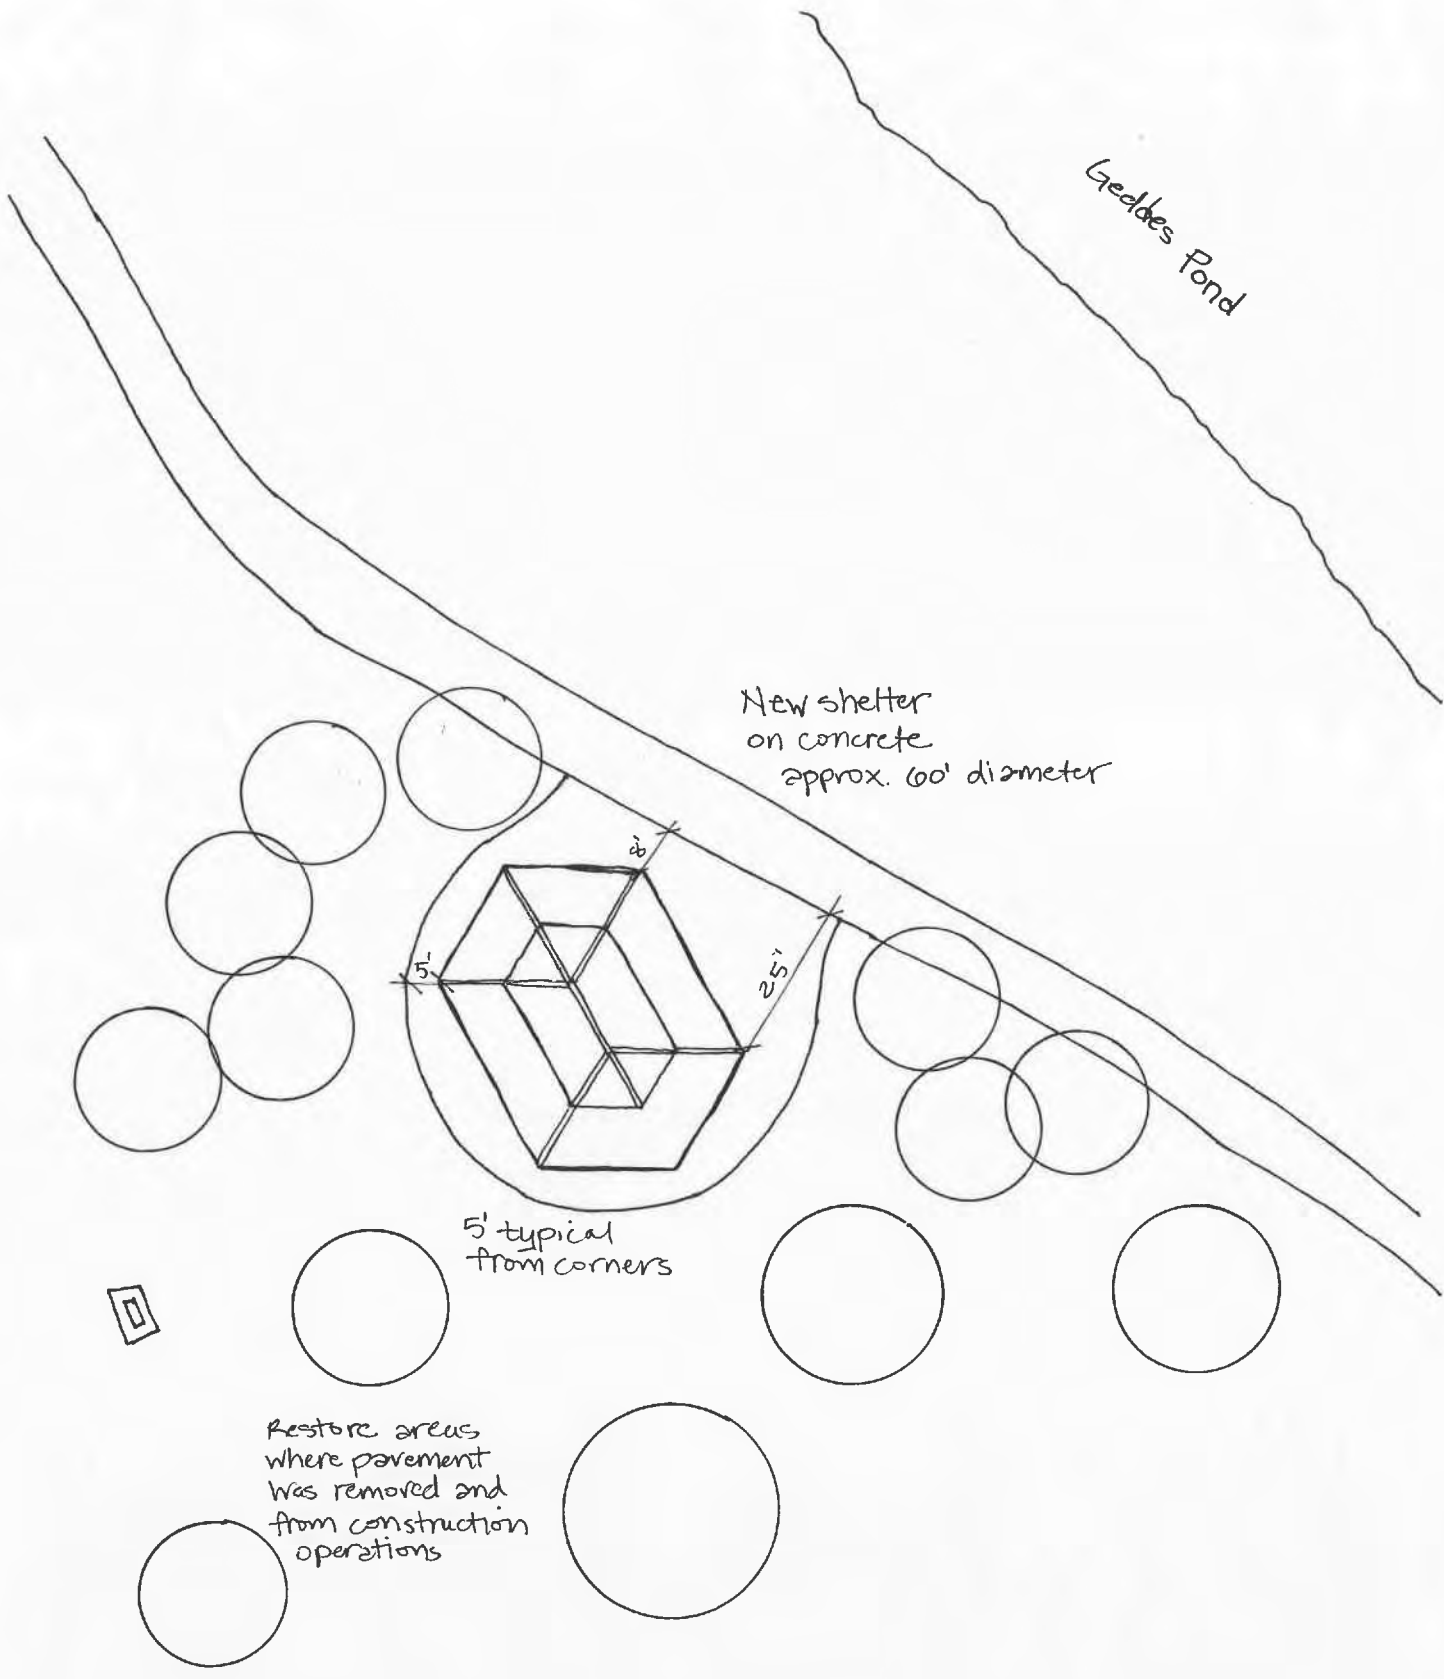 Geddes Pond
New shelter
on concrete
approx. 60' diameter
8'
5'
25'
5' typical
from corners
Restore areas
where pavement
was removed and
from construction
operations